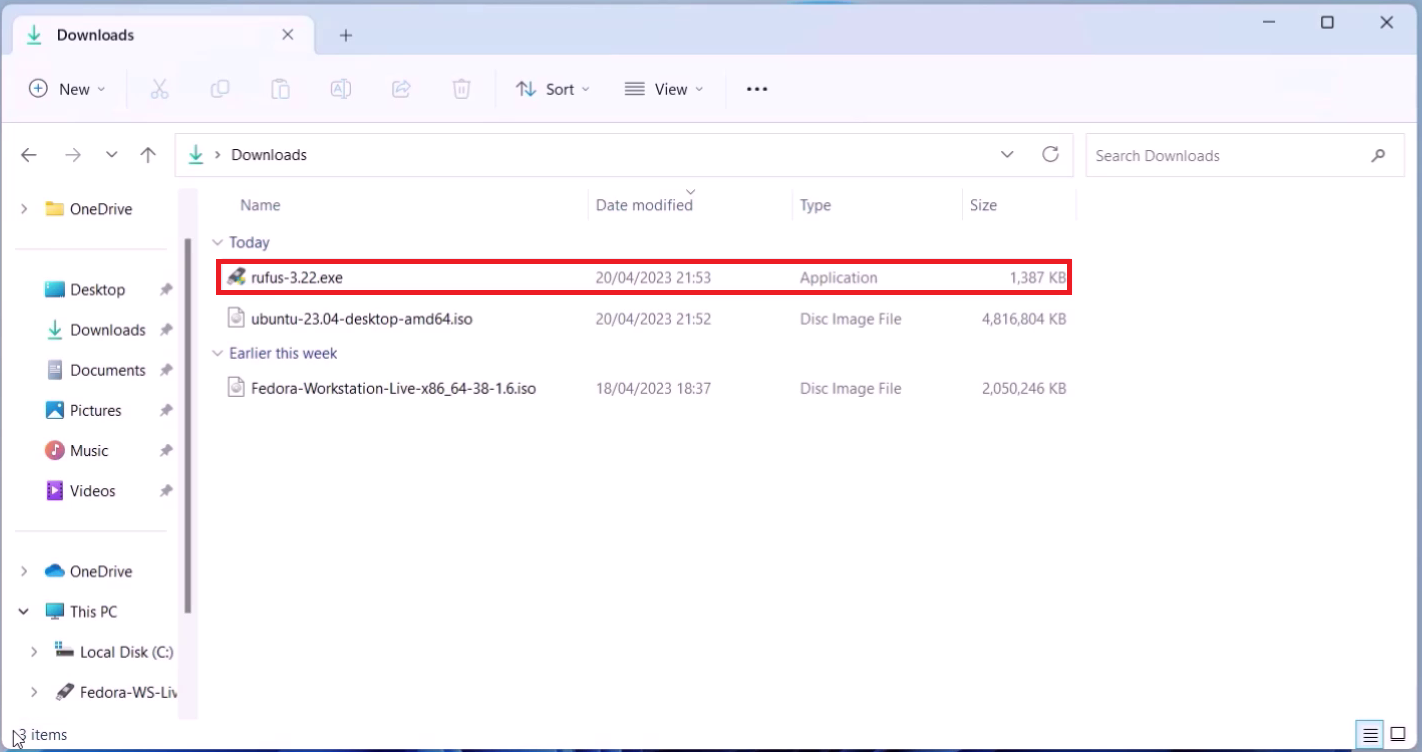 Downloads
New
Sort
View
Downloads
Search Downloads
OneDrive
Desktop
Downloads
Documents
Pictures
Music
Videos
OneDrive
This PC
Local Disk (C:)
Fedora-WS-Liv
Name Date modified Type Size
Today
rufus-3.22.exe 20/04/2023 21:53 Application 1,387 KB
ubuntu-23.04-desktop-amd64.iso 20/04/2023 21:52 Disc Image File 4,816,804 KB
Earlier this week
Fedora-Workstation-Live-x86_64-38-1.6.iso 18/04/2023 18:37 Disc Image File 2,050,246 KB
3 items